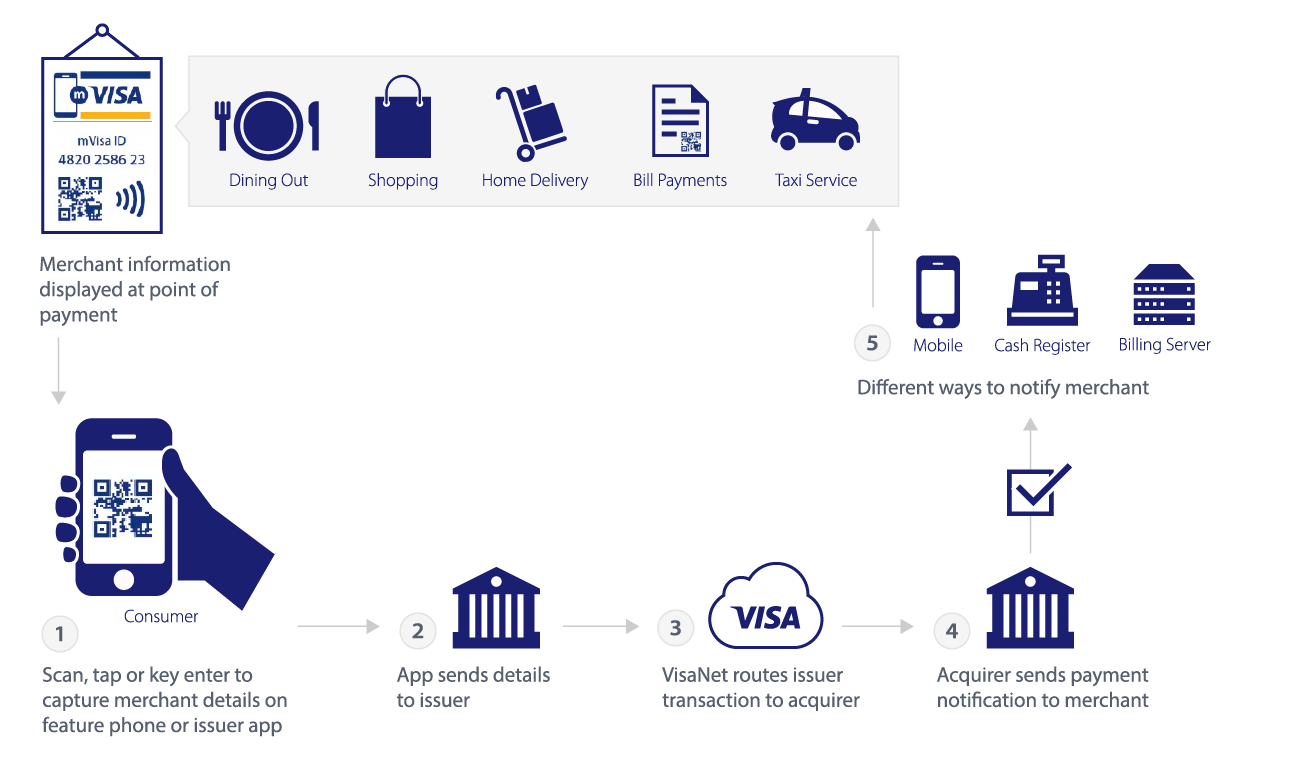 m VISA
mVisa ID
4820 2586 23
Dining Out
Shopping
Home Delivery
Bill Payments
Taxi Service
Merchant information
displayed at point of
payment
5
Mobile
Cash Register
Billing Server
Different ways to notify merchant
Consumer
1
Scan, tap or key enter to
capture merchant details on
feature phone or issuer app
2
App sends details
to issuer
VISA
3
VisaNet routes issuer
transaction to acquirer
4
Acquirer sends payment
notification to merchant